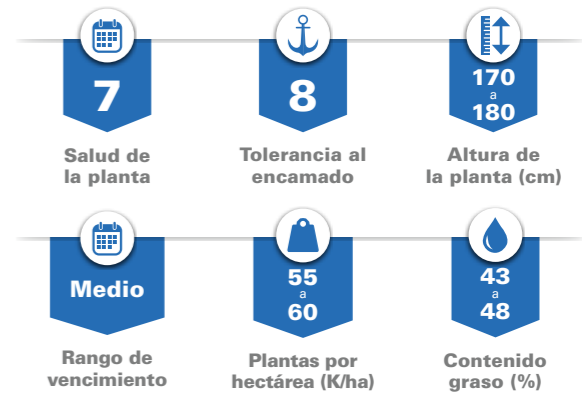 7
Salud de
la planta
8
Tolerancia al
encamado
170
a
180
Altura de
la planta (cm)
Medio
Rango de
vencimiento
55
a
60
Plantas por
hectárea (K/ha)
43
a
48
Contenido
graso (%)